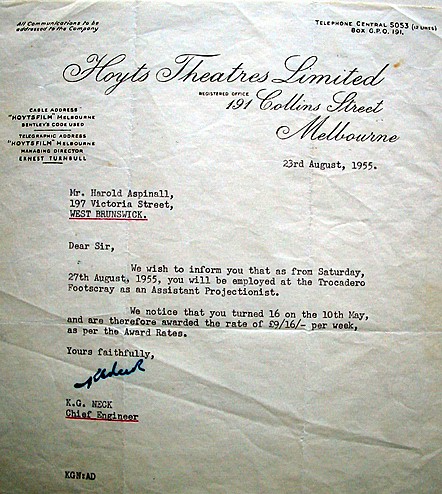 All Communications to be
addressed to the Company
TELEPHONE CENTRAL 5053 (12 LINES)
BOX G.P.O. 191.
Hoyts Theatres Limited
REGISTERED OFFICE
191 Collins Street
Melbourne
CABLE ADDRESS
"HOYTSFILM" MELBOURNE
BENTLEY'S CODE USED
TELEGRAPHIC ADDRESS
"HOYTSFILM" MELBOURNE
MANAGING DIRECTOR
ERNEST TURNBULL
23rd August, 1955.
Mr. Harold Aspinall,
197 Victoria Street,
WEST BRUNSWICK.
Dear Sir,
We wish to inform you that as from Saturday,
27th August, 1955, you will be employed at the Trocadero
Footscray as an Assistant Projectionist.
We notice that you turned 16 on the 10th May,
and are therefore awarded the rate of £9/16/- per week,
as per the Award Rates.
Yours faithfully,
K.G. NECK
Chief Engineer
KGN:AD